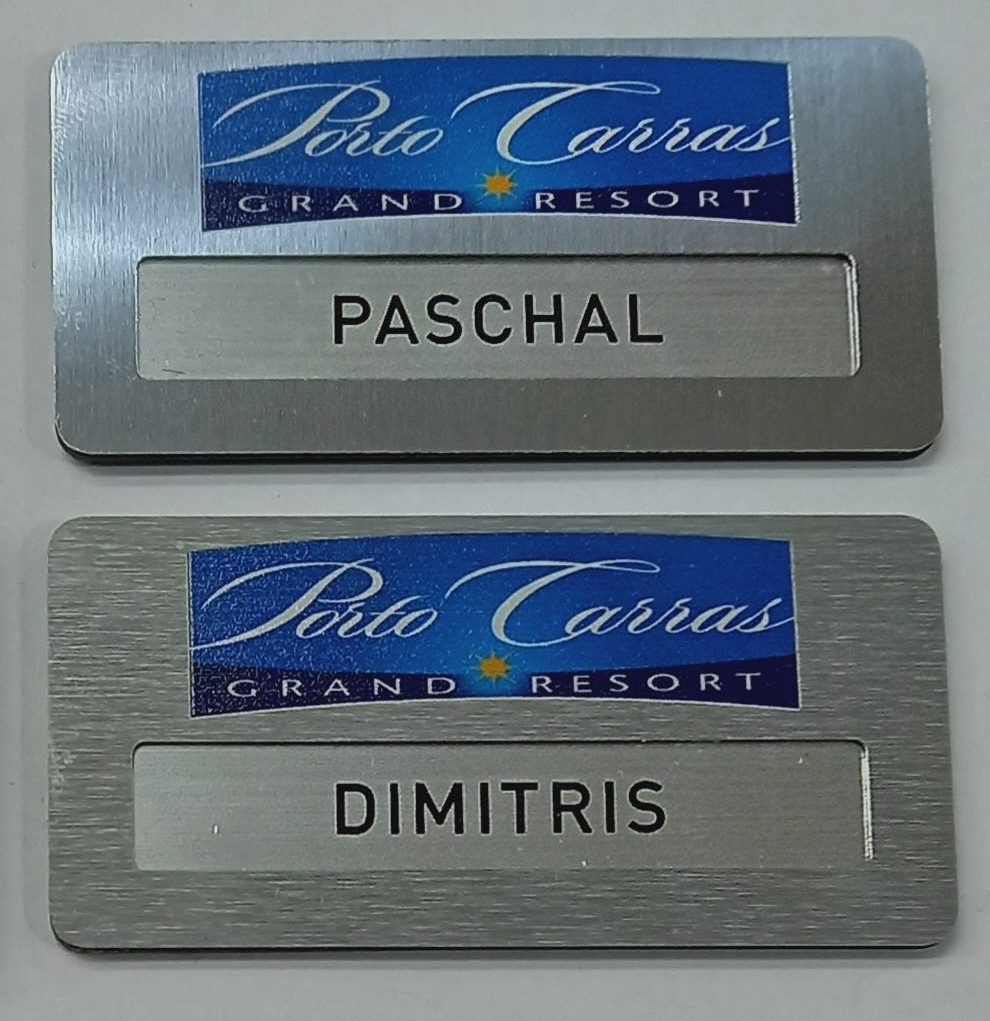 Porto Carras
GRAND RESORT
PASCHAL
Porto Carras
GRAND RESORT
DIMITRIS